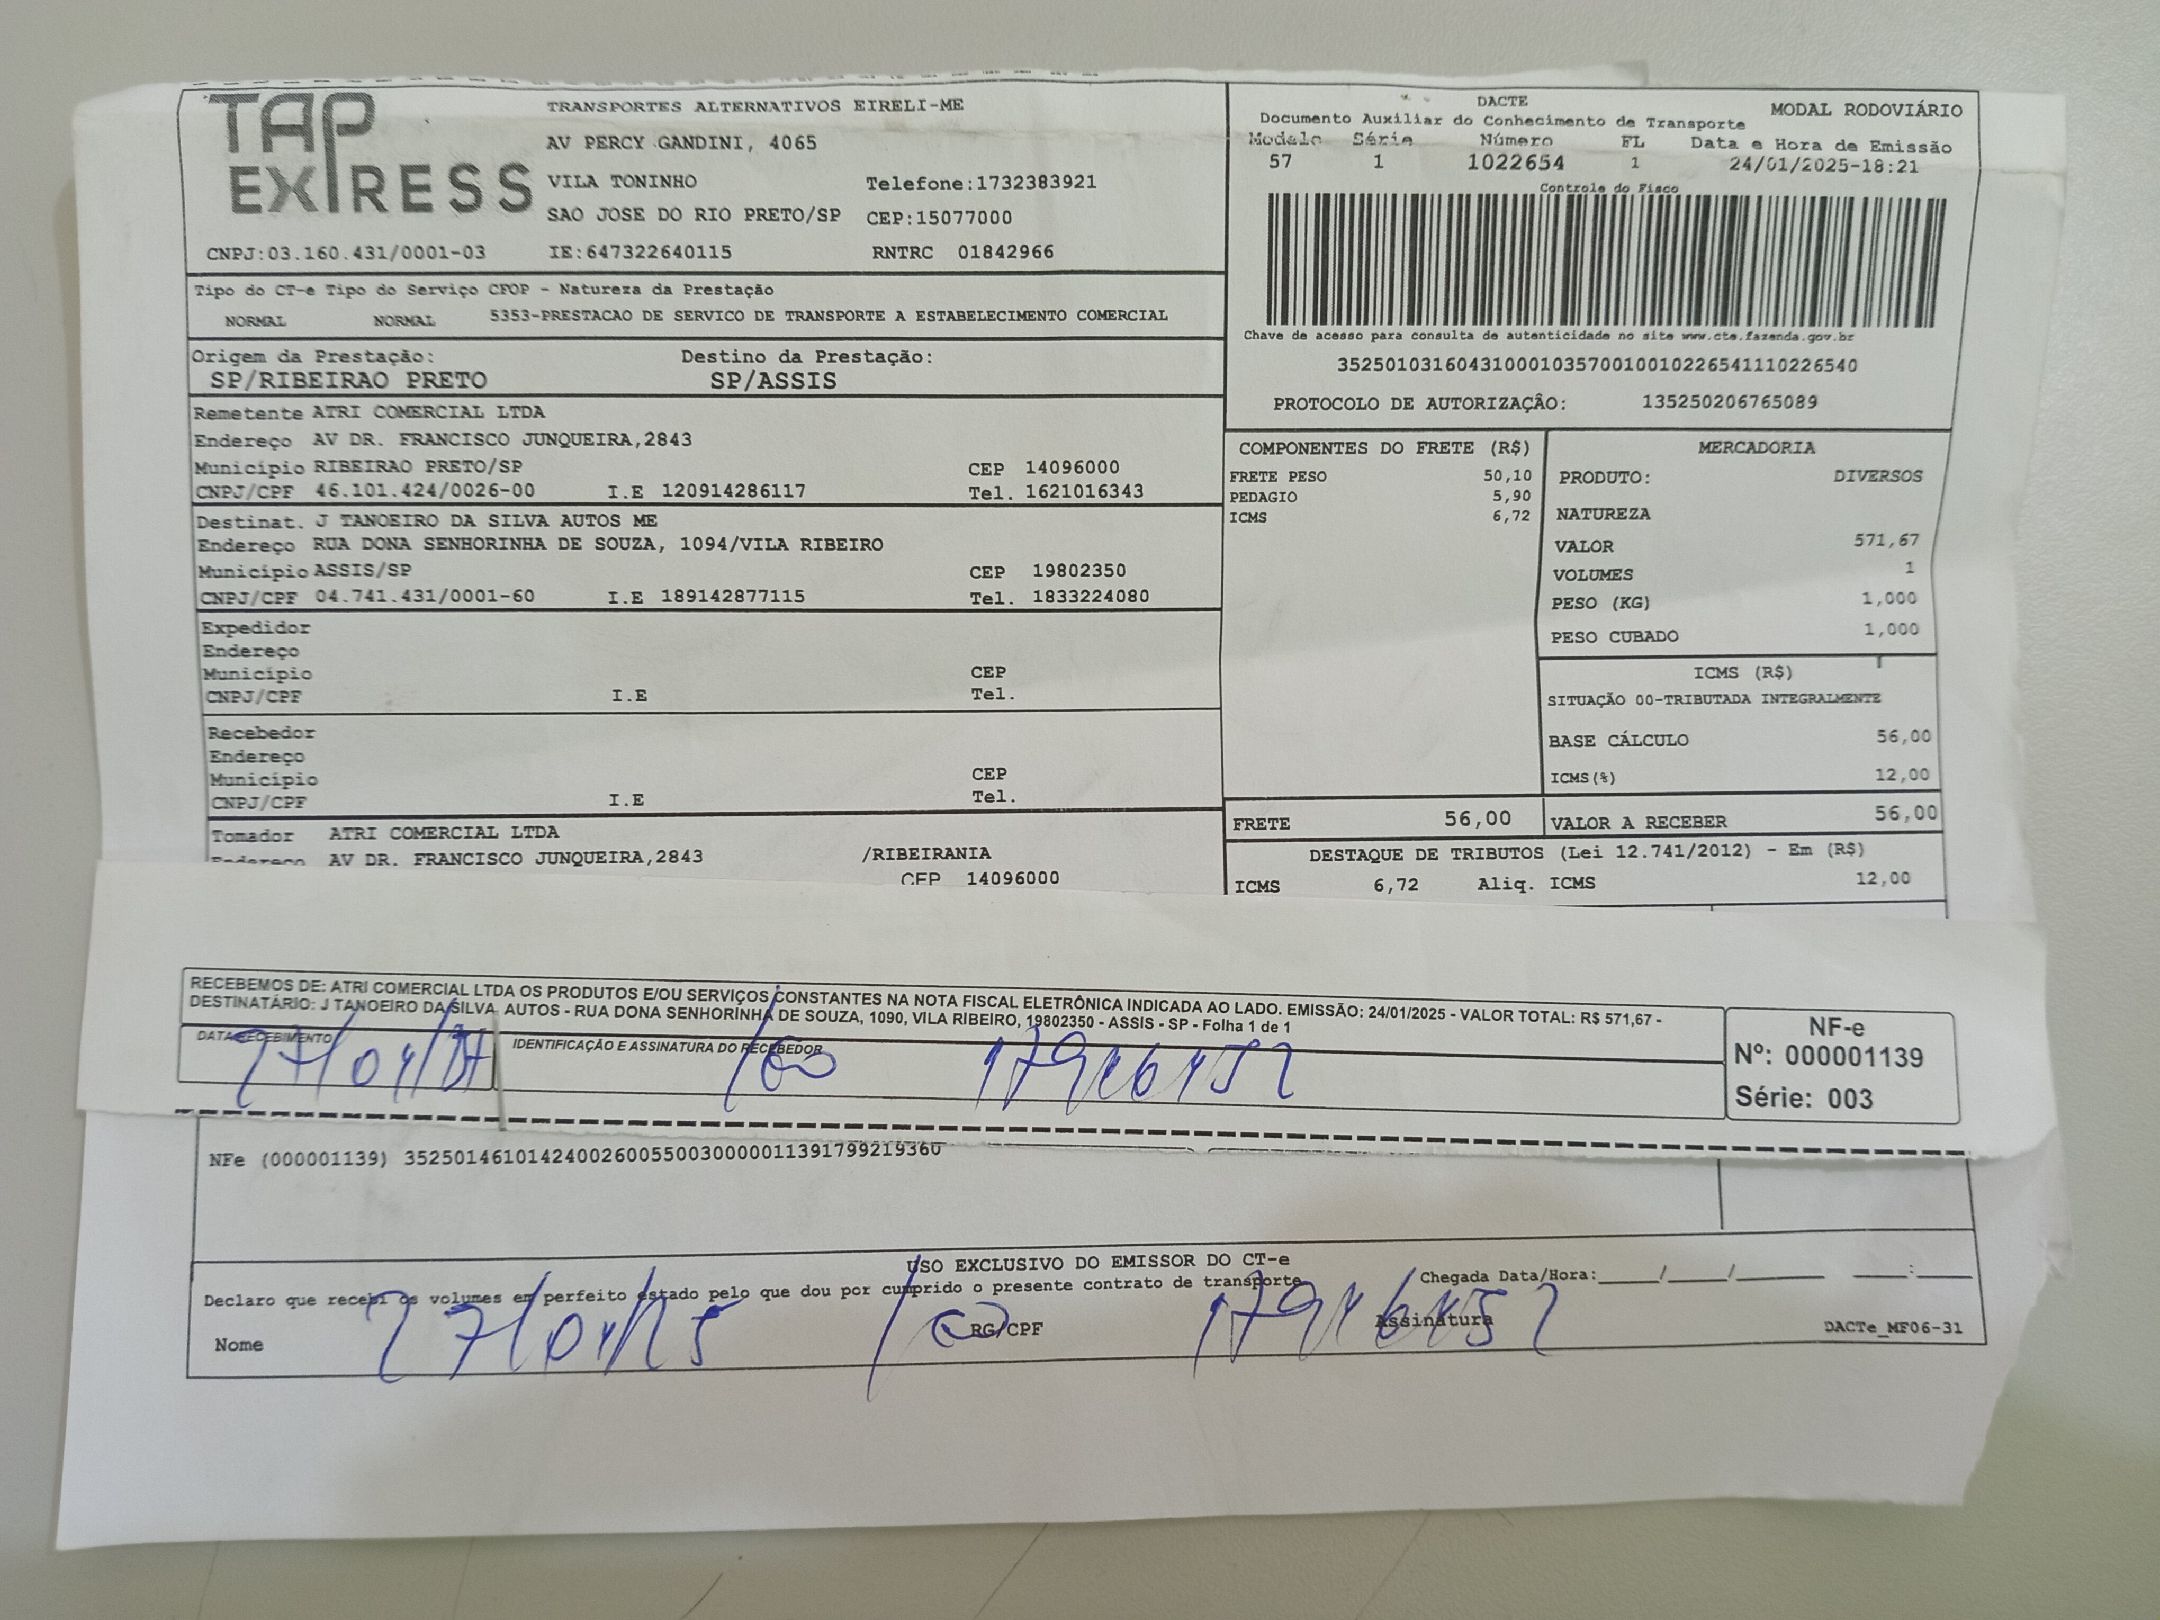 TAP EXPRESS
TRANSPORTES ALTERNATIVOS EIRELI-ME
AV PERCY GANDINI, 4065
VILA TONINHO Telefone:1732383921
SAO JOSE DO RIO PRETO/SP CEP:15077000
CNPJ:03.160.431/0001-03 IE:647322640115 RNTRC 01842966
DACTE MODAL RODOVIÁRIO
Documento Auxiliar do Conhecimento de Transporte
Modelo Série Número FL Data e Hora de Emissão
57 1 1022654 1 24/01/2025-18:21
Controle do Fisco
Chave de acesso para consulta de autenticidade no site www.cte.fazenda.gov.br
35250103160431000103570010010226541110226540
PROTOCOLO DE AUTORIZAÇÃO: 135250206765089
Tipo do CT-e Tipo do Serviço CFOP - Natureza da Prestação
NORMAL NORMAL 5353-PRESTACAO DE SERVICO DE TRANSPORTE A ESTABELECIMENTO COMERCIAL
Origem da Prestação: Destino da Prestação:
SP/RIBEIRAO PRETO SP/ASSIS
Remetente ATRI COMERCIAL LTDA
Endereço AV DR. FRANCISCO JUNQUEIRA,2843
Município RIBEIRAO PRETO/SP CEP 14096000
CNPJ/CPF 46.101.424/0026-00 I.E 120914286117 Tel. 1621016343
Destinat. J TANOEIRO DA SILVA AUTOS ME
Endereço RUA DONA SENHORINHA DE SOUZA, 1094/VILA RIBEIRO
Município ASSIS/SP CEP 19802350
CNPJ/CPF 04.741.431/0001-60 I.E 189142877115 Tel. 1833224080
Expedidor
Endereço
Município CEP
CNPJ/CPF I.E Tel.
Recebedor
Endereço
Município CEP
CNPJ/CPF I.E Tel.
Tomador ATRI COMERCIAL LTDA
Endereço AV DR. FRANCISCO JUNQUEIRA,2843 /RIBEIRANIA
CEP 14096000
COMPONENTES DO FRETE (R$)
FRETE PESO 50,10
PEDAGIO 5,90
ICMS 6,72
MERCADORIA
PRODUTO: DIVERSOS
NATUREZA
VALOR 571,67
VOLUMES 1
PESO (KG) 1,000
PESO CUBADO 1,000
ICMS (R$)
SITUAÇÃO 00-TRIBUTADA INTEGRALMENTE
BASE CÁLCULO 56,00
ICMS(%) 12,00
FRETE 56,00 VALOR A RECEBER 56,00
DESTAQUE DE TRIBUTOS (Lei 12.741/2012) - Em (R$)
ICMS 6,72 Aliq. ICMS 12,00
RECEBEMOS DE: ATRI COMERCIAL LTDA OS PRODUTOS E/OU SERVIÇOS CONSTANTES NA NOTA FISCAL ELETRÔNICA INDICADA AO LADO. EMISSÃO: 24/01/2025 - VALOR TOTAL: R$ 571,67 -
DESTINATÁRIO: J TANOEIRO DA SILVA AUTOS - RUA DONA SENHORINHA DE SOUZA, 1090, VILA RIBEIRO, 19802350 - ASSIS - SP - Folha 1 de 1
DATA RECEBIMENTO IDENTIFICAÇÃO E ASSINATURA DO RECEBEDOR
NF-e
Nº: 000001139
Série: 003
NFe (000001139) 35250146101424002600550030000011391799219360
USO EXCLUSIVO DO EMISSOR DO CT-e
Declaro que recebi os volumes em perfeito estado pelo que dou por cumprido o presente contrato de transporte Chegada Data/Hora:____/____/______ ____:____
Nome 27/01/25 RG/CPF Assinatura DACTe_MF06-31